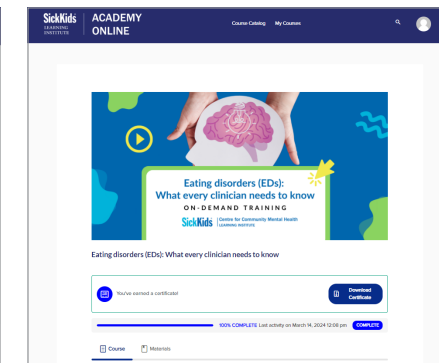 SickKids
LEARNING
INSTITUTE
ACADEMY
ONLINE
Course Catalog My Courses
Eating disorders (EDs):
What every clinician needs to know
ON-DEMAND TRAINING
SickKids Centre for Community Mental Health
LEARNING INSTITUTE
Eating disorders (EDs): What every clinician needs to know
You've earned a certificate!
Download
Certificate
100% COMPLETE Last activity on March 14, 2024 12:08 pm COMPLETE
Course Materials